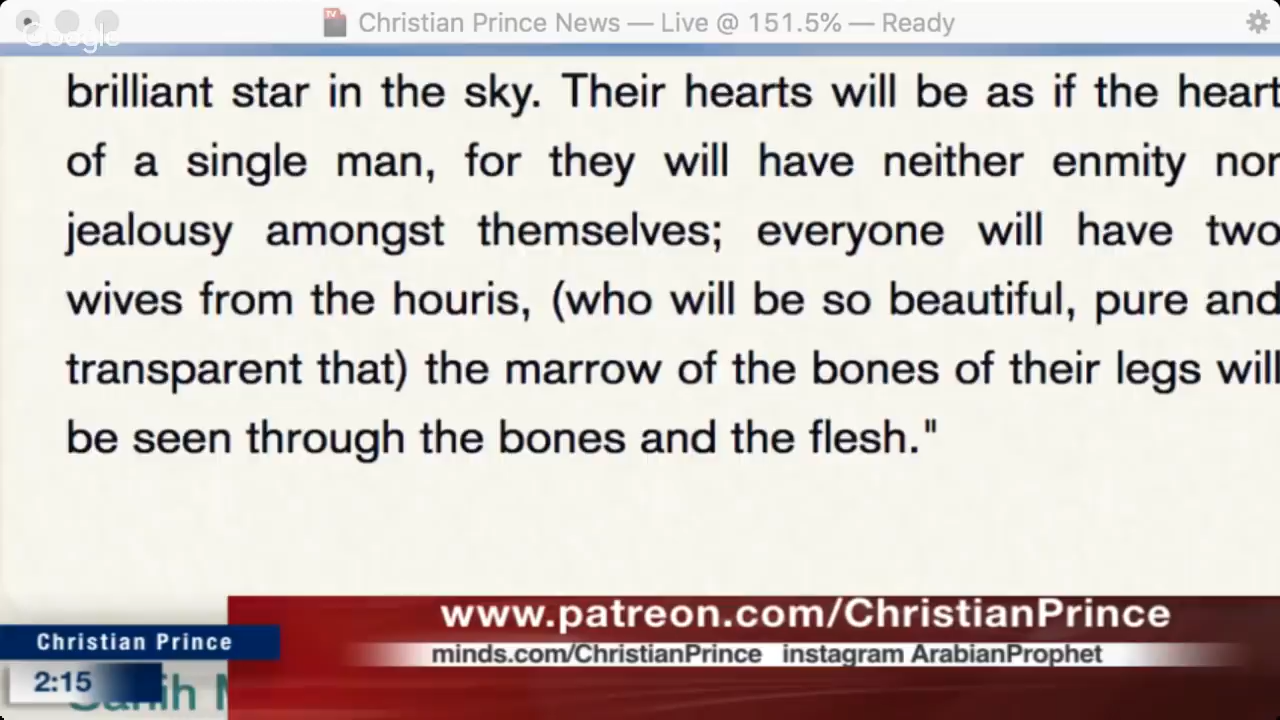 Christian Prince News — Live @ 151.5% — Ready
Google
brilliant star in the sky. Their hearts will be as if the heart
of a single man, for they will have neither enmity nor
jealousy amongst themselves; everyone will have two
wives from the houris, (who will be so beautiful, pure and
transparent that) the marrow of the bones of their legs will
be seen through the bones and the flesh."
www.patreon.com/ChristianPrince
Christian Prince
minds.com/ChristianPrince instagram ArabianProphet
2:15